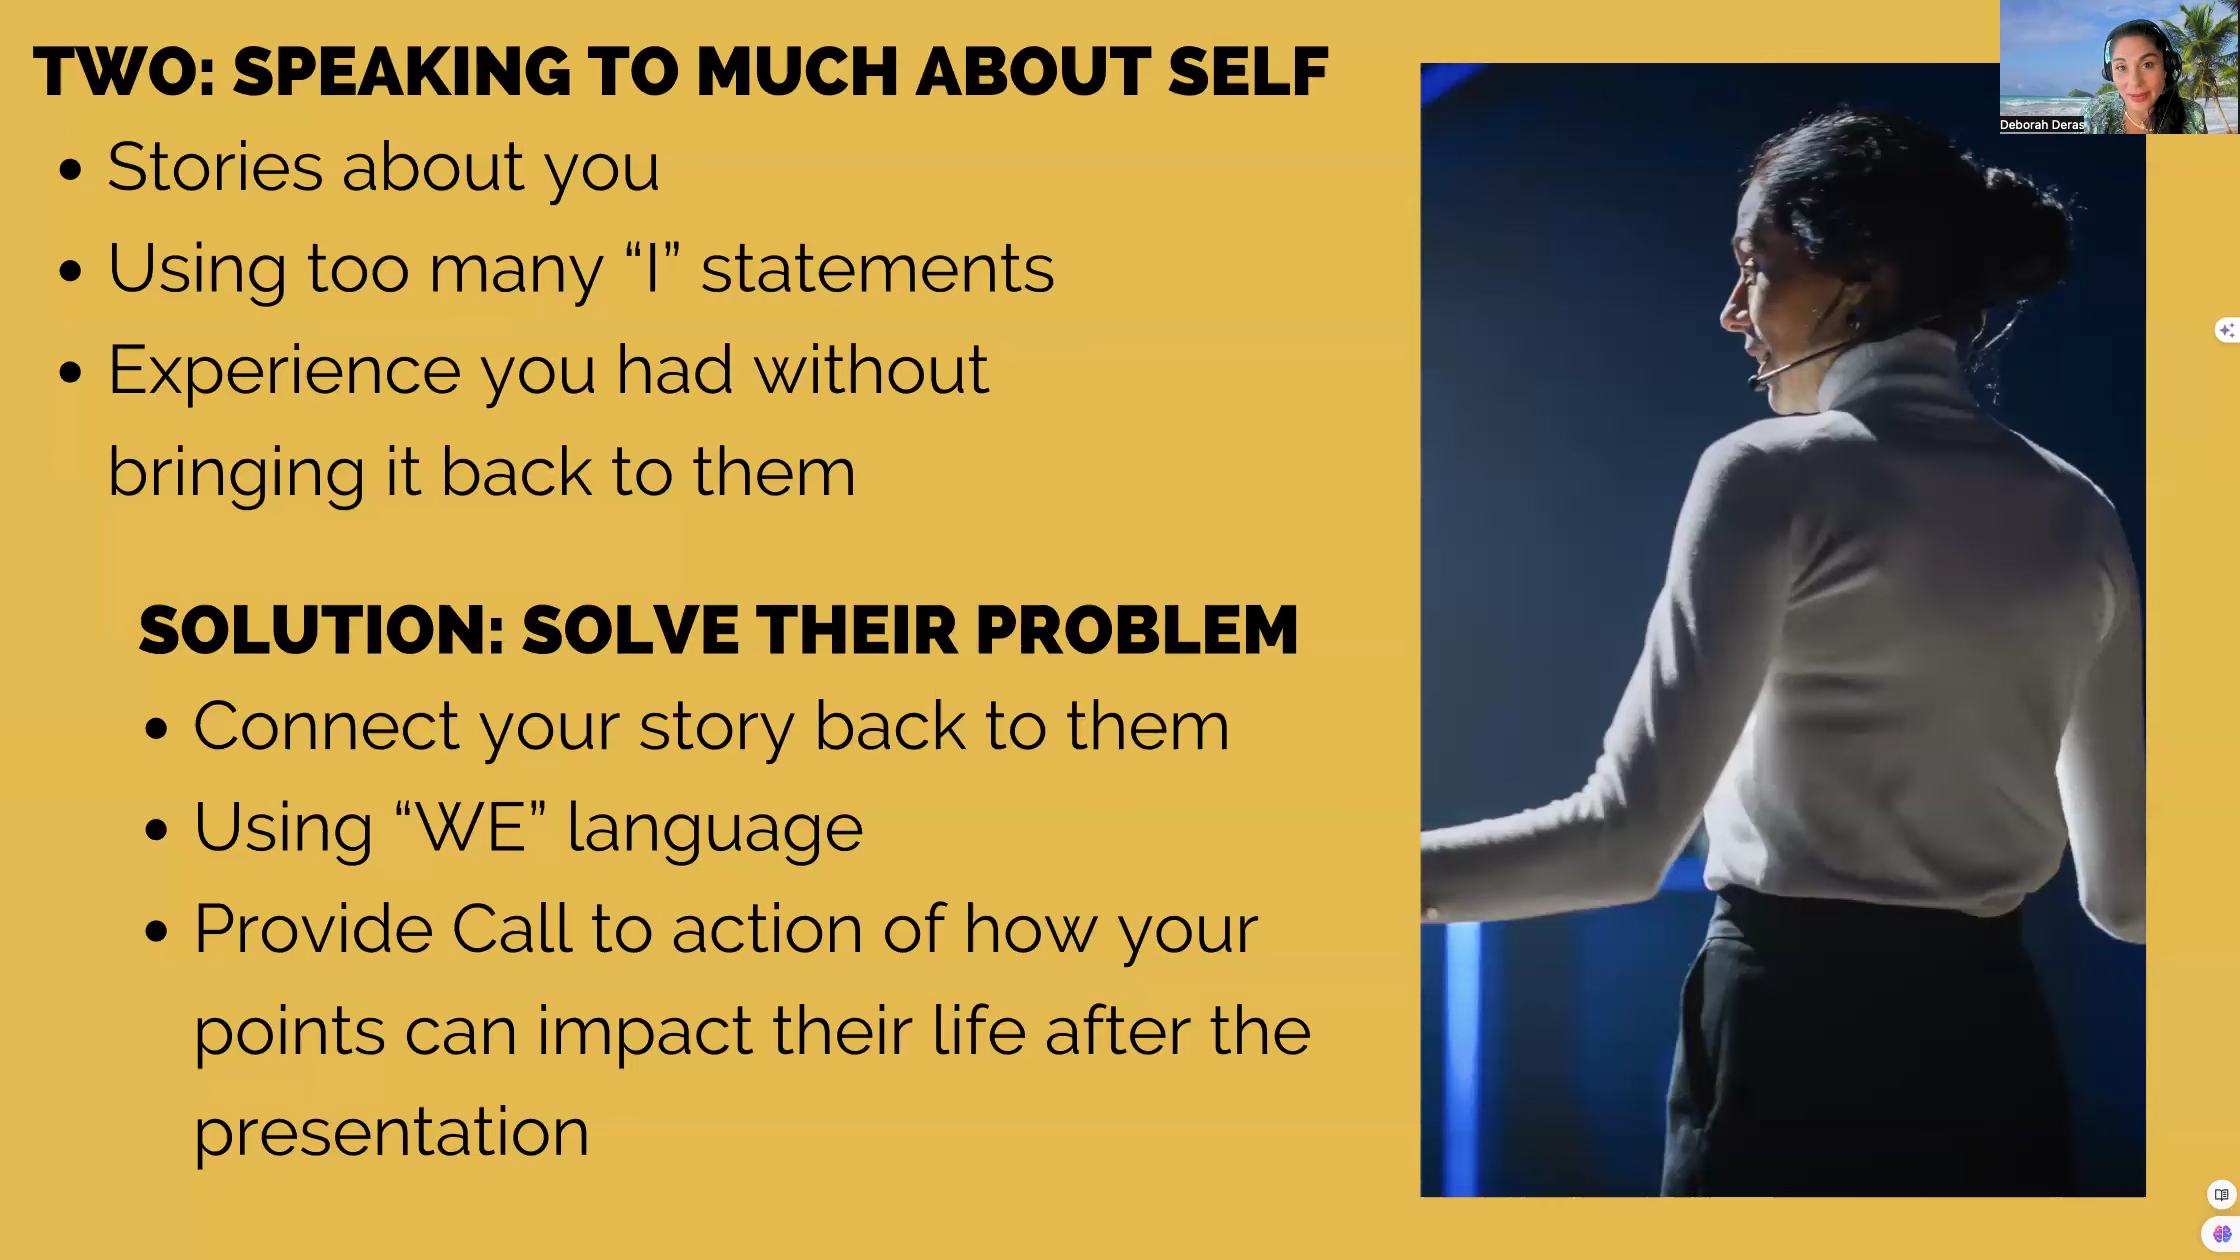 TWO: SPEAKING TO MUCH ABOUT SELF
• Stories about you
• Using too many “I” statements
• Experience you had without
bringing it back to them
SOLUTION: SOLVE THEIR PROBLEM
• Connect your story back to them
• Using “WE” language
• Provide Call to action of how your
points can impact their life after the
presentation
Deborah Deras